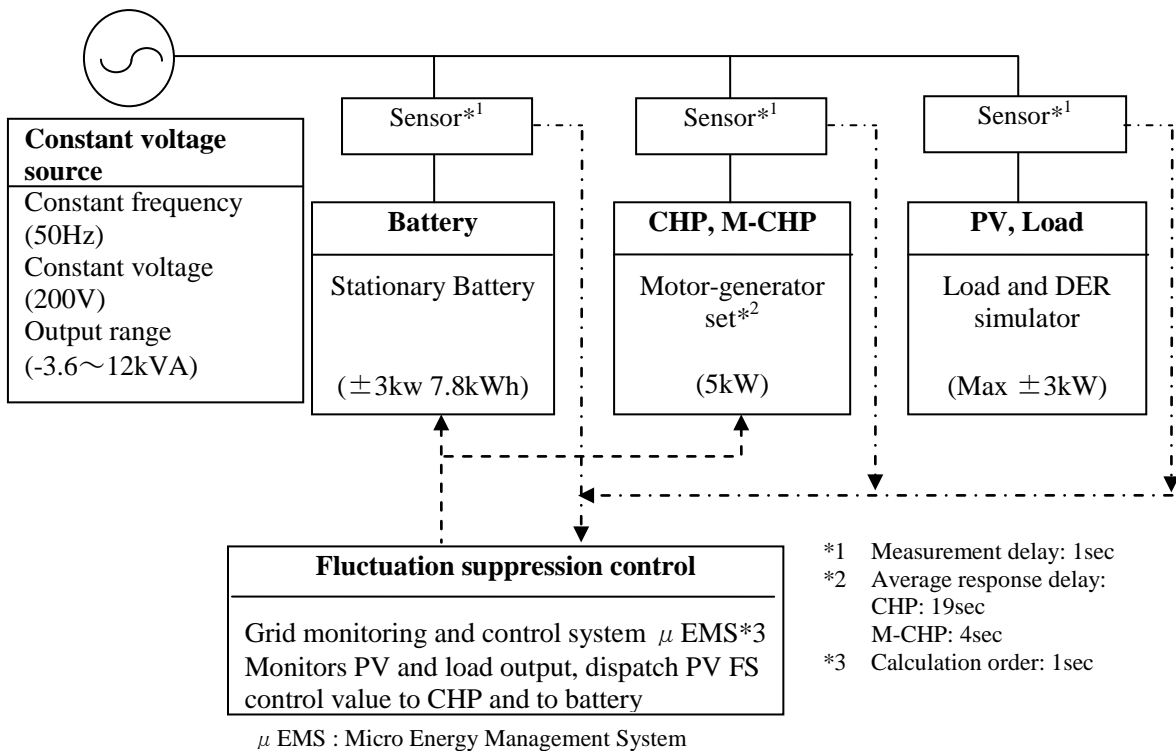 Constant voltage
source
Constant frequency
(50Hz)
Constant voltage
(200V)
Output range
(-3.6～12kVA)
Sensor*1
Battery
Stationary Battery
(±3kw 7.8kWh)
Sensor*1
CHP, M-CHP
Motor-generator
set*2
(5kW)
Sensor*1
PV, Load
Load and DER
simulator
(Max ±3kW)
Fluctuation suppression control
Grid monitoring and control system μ EMS*3
Monitors PV and load output, dispatch PV FS
control value to CHP and to battery
μ EMS : Micro Energy Management System
*1 Measurement delay: 1sec
*2 Average response delay:
CHP: 19sec
M-CHP: 4sec
*3 Calculation order: 1sec